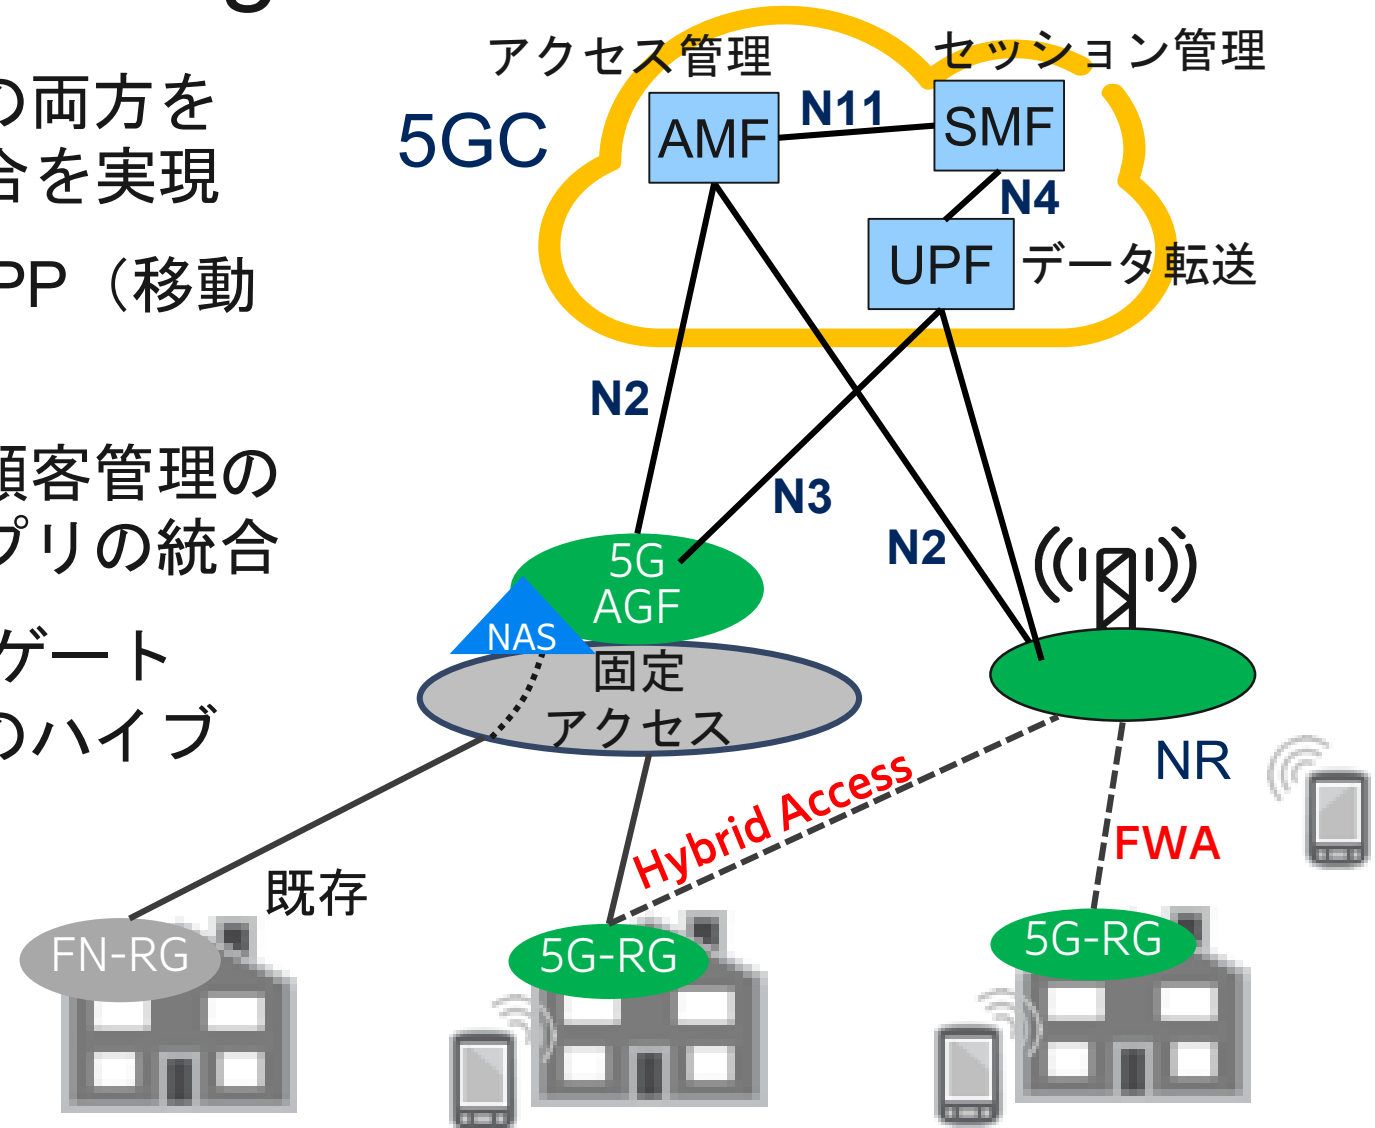 g
の両方を
合を実現
PP（移動
顧客管理の
プリの統合
ゲート
のハイブ
アクセス管理
セッション管理
5GC
AMF
N11
SMF
N4
UPF
データ転送
N2
N3
N2
5G
AGF
NAS
固定
アクセス
NR
Hybrid Access
FWA
既存
FN-RG
5G-RG
5G-RG